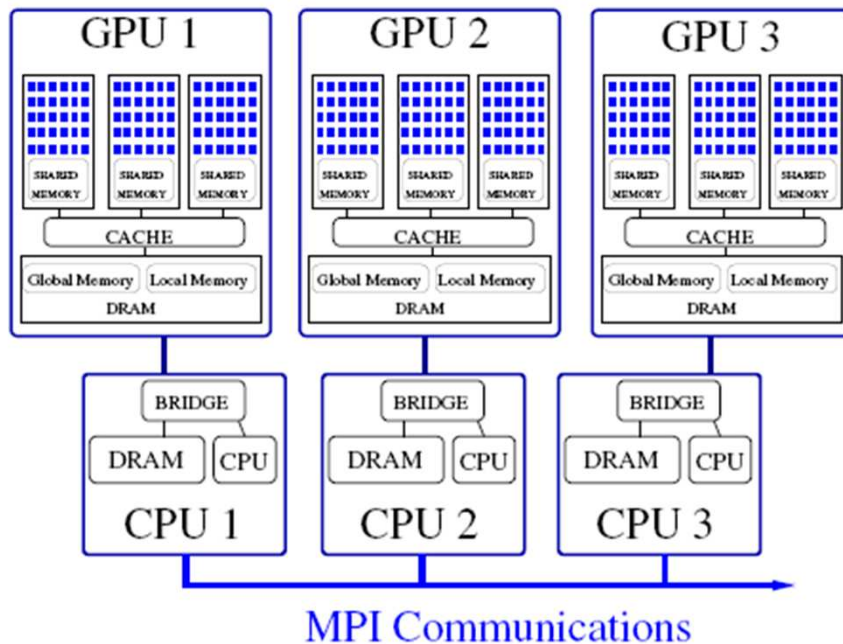 GPU 1
GPU 2
GPU 3
SHARED MEMORY
SHARED MEMORY
SHARED MEMORY
SHARED MEMORY
SHARED MEMORY
SHARED MEMORY
SHARED MEMORY
SHARED MEMORY
SHARED MEMORY
CACHE
CACHE
CACHE
Global Memory
Local Memory
Global Memory
Local Memory
Global Memory
Local Memory
DRAM
DRAM
DRAM
BRIDGE
BRIDGE
BRIDGE
DRAM
CPU
DRAM
CPU
DRAM
CPU
CPU 1
CPU 2
CPU 3
MPI Communications